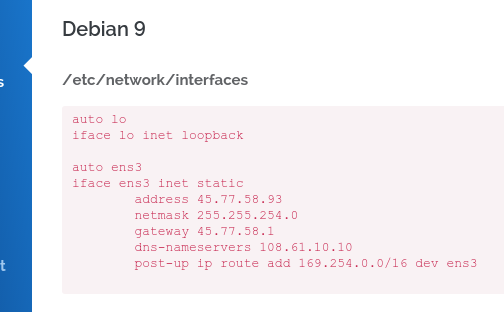 Debian 9
/etc/network/interfaces
auto lo
iface lo inet loopback
auto ens3
iface ens3 inet static
address 45.77.58.93
netmask 255.255.254.0
gateway 45.77.58.1
dns-nameservers 108.61.10.10
post-up ip route add 169.254.0.0/16 dev ens3
s
t